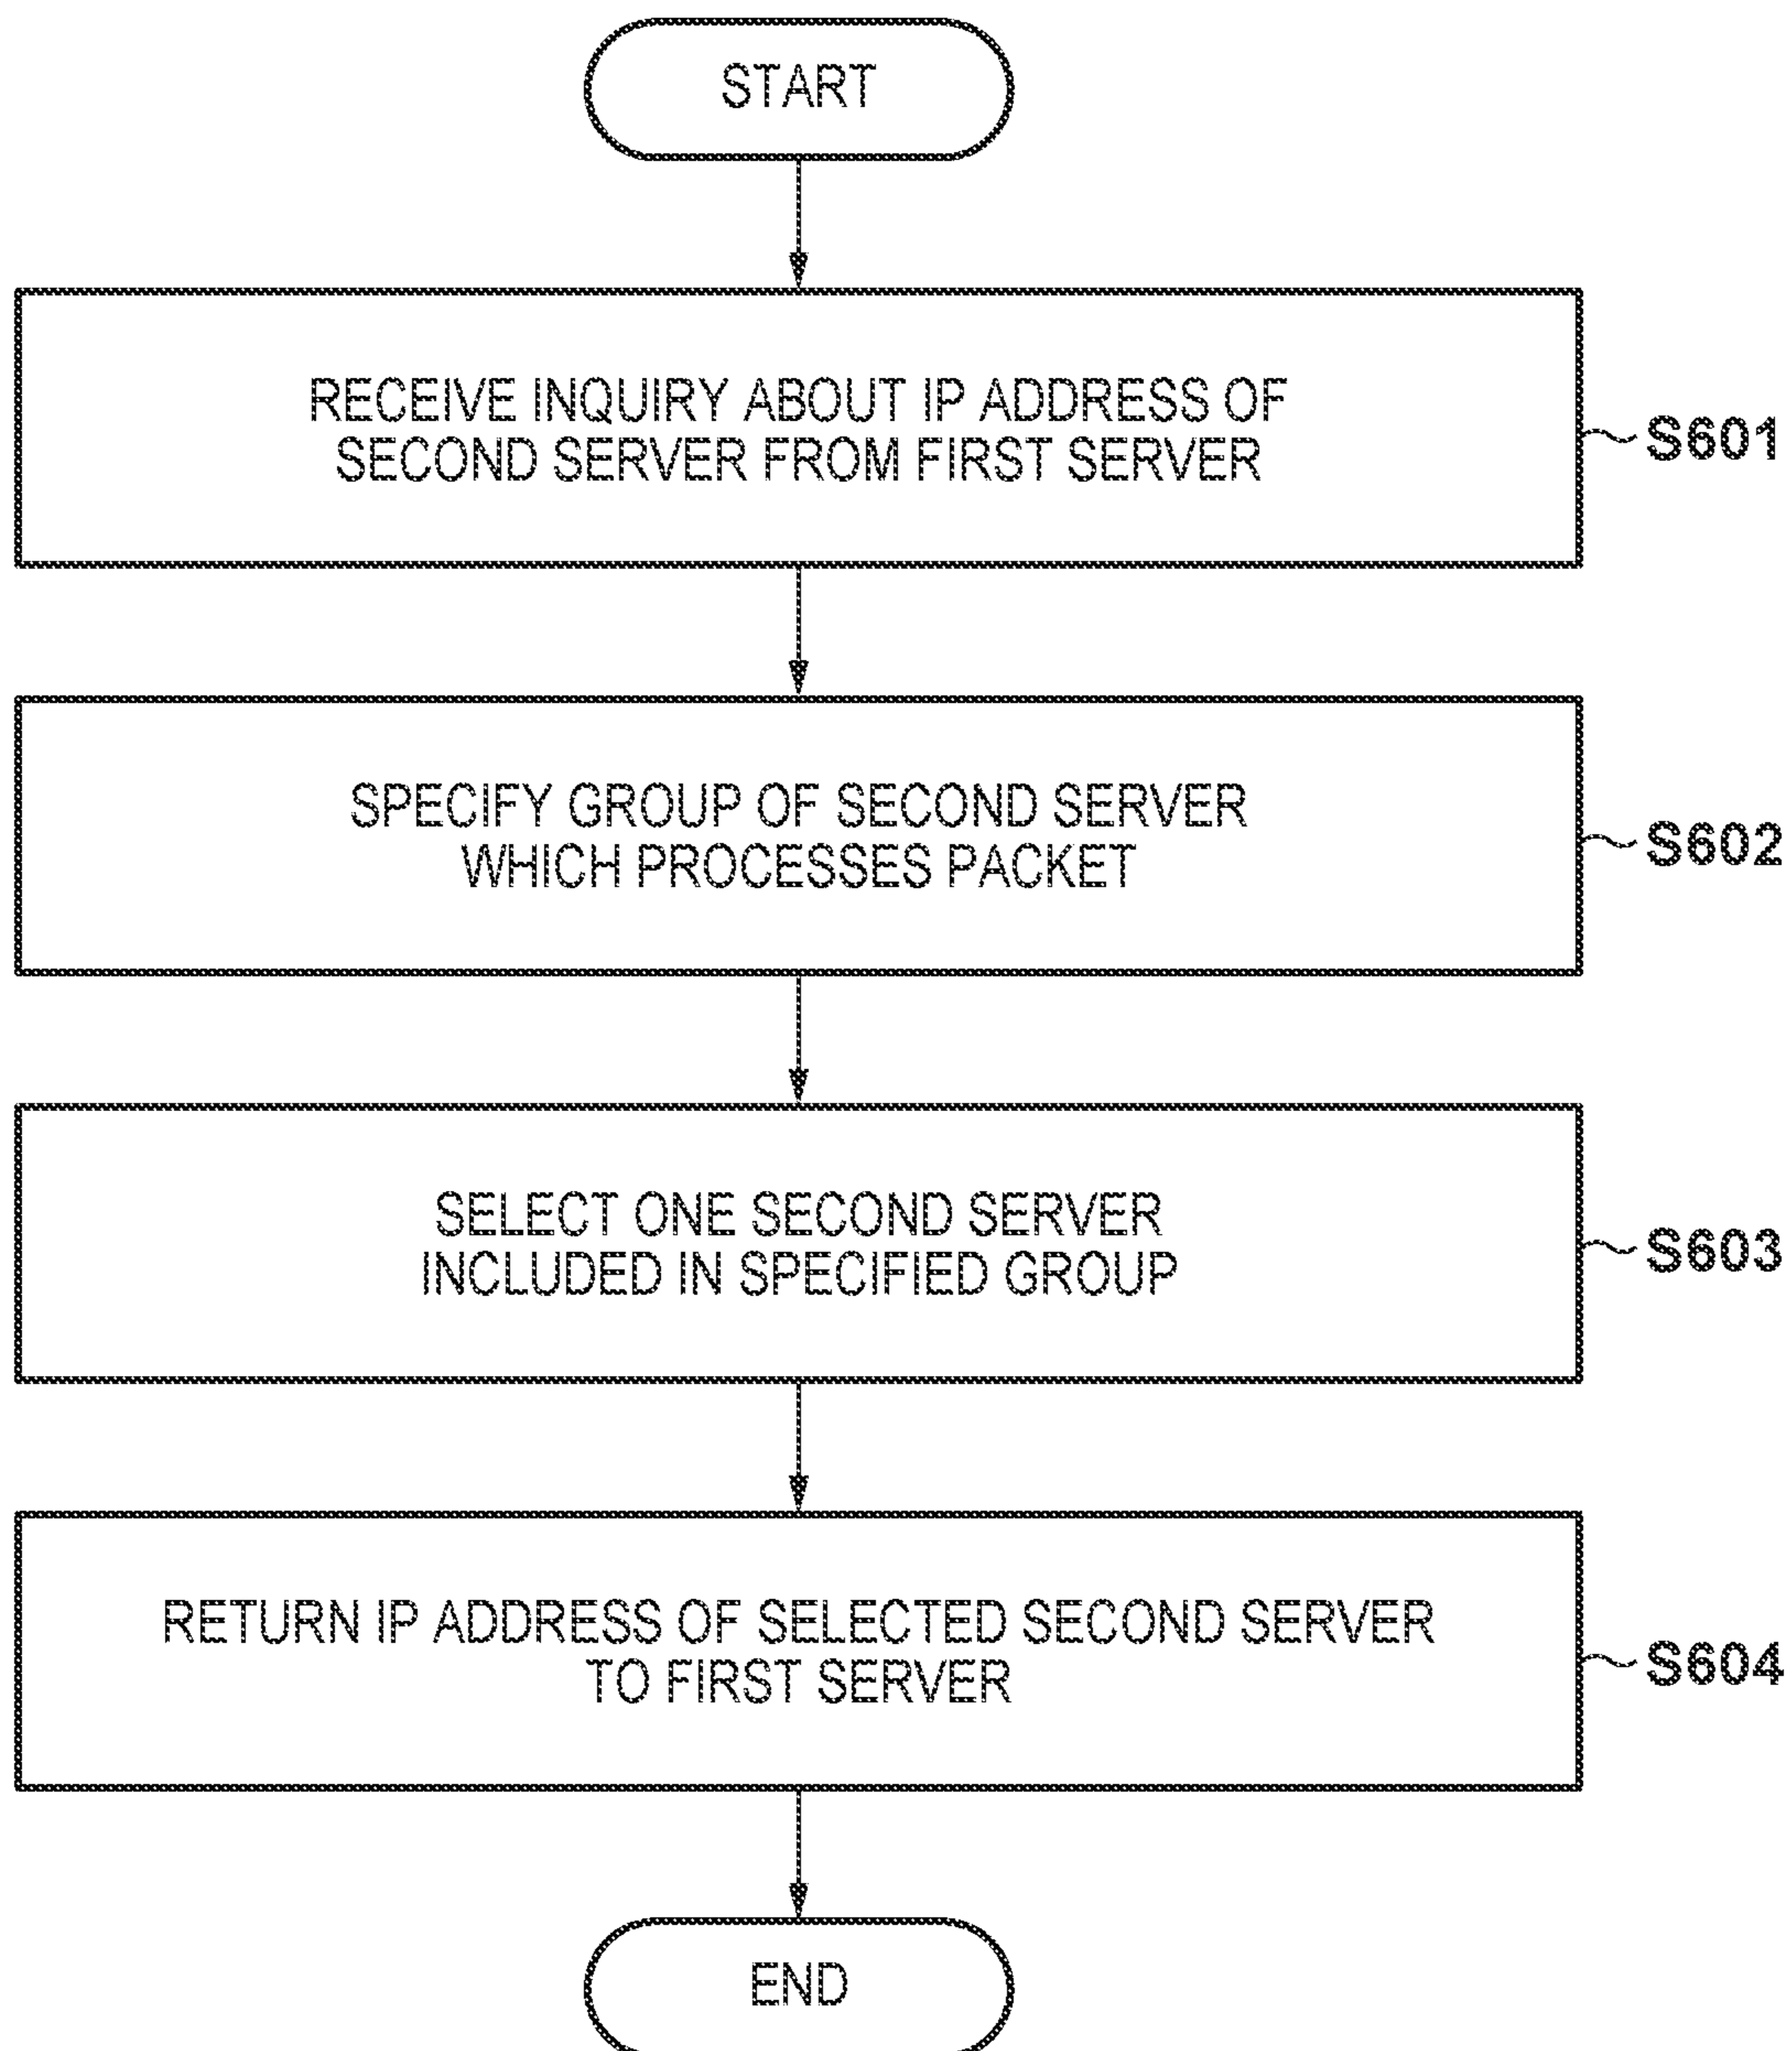 START
RECEIVE INQUIRY ABOUT IP ADDRESS OF
SECOND SERVER FROM FIRST SERVER
S601
SPECIFY GROUP OF SECOND SERVER
WHICH PROCESSES PACKET
S602
SELECT ONE SECOND SERVER
INCLUDED IN SPECIFIED GROUP
S603
RETURN IP ADDRESS OF SELECTED SECOND SERVER
TO FIRST SERVER
S604
END